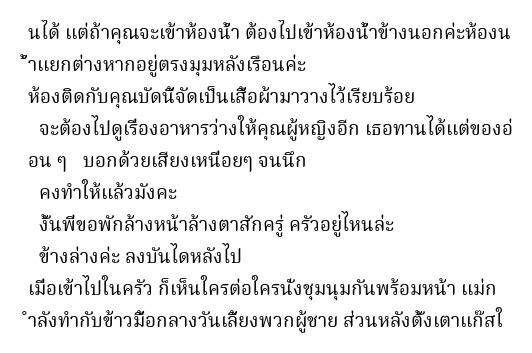 นได้ แต่ถ้าคุณจะเข้าห้องน้ำ ต้องไปเข้าห้องน้ำข้างนอกค่ะห้องน
้ำแยกต่างหากอยู่ตรงมุมหลังเรือนค่ะ
ห้องติดกับคุณบัดนี้จัดเป็นเสื้อผ้ามาวางไว้เรียบร้อย
จะต้องไปดูเรื่องอาหารว่างให้คุณผู้หญิงอีก เธอทานได้แต่ของอ่
อน ๆ บอกด้วยเสียงเหนื่อยๆ จนนึก
คงทำให้แล้วมังคะ
งั้นพี่ขอพักล้างหน้าล้างตาสักครู่ ครัวอยู่ไหนล่ะ
ข้างล่างค่ะ ลงบันไดหลังไป
เมื่อเข้าไปในครัว ก็เห็นใครต่อใครนั่งชุมนุมกันพร้อมหน้า แม่ก
ำลังทำกับข้าวมื้อกลางวันเลี้ยงพวกผู้ชาย ส่วนหลังตั้งเตาแก๊สใ